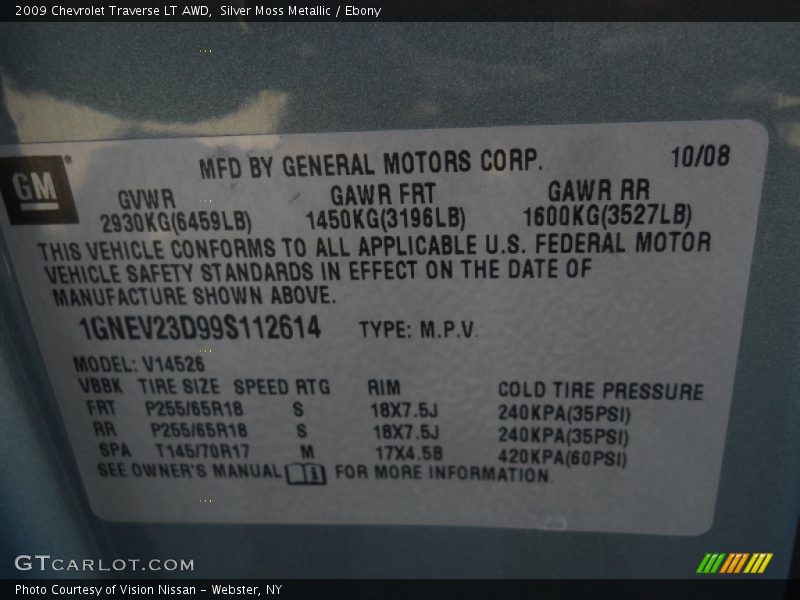 2009 Chevrolet Traverse LT AWD, Silver Moss Metallic / Ebony
MFD BY GENERAL MOTORS CORP. 10/08
GM®
GVWR GAWR FRT GAWR RR
2930KG(6459LB) 1450KG(3196LB) 1600KG(3527LB)
THIS VEHICLE CONFORMS TO ALL APPLICABLE U.S. FEDERAL MOTOR
VEHICLE SAFETY STANDARDS IN EFFECT ON THE DATE OF
MANUFACTURE SHOWN ABOVE.
1GNEV23D99S112614 TYPE: M.P.V.
MODEL: V14526
VBBK TIRE SIZE SPEED RTG RIM COLD TIRE PRESSURE
FRT P255/65R18 S 18X7.5J 240KPA(35PSI)
RR P255/65R18 S 18X7.5J 240KPA(35PSI)
SPA T145/70R17 M 17X4.5B 420KPA(60PSI)
SEE OWNER'S MANUAL FOR MORE INFORMATION.
GTCARLOT.COM
Photo Courtesy of Vision Nissan - Webster, NY